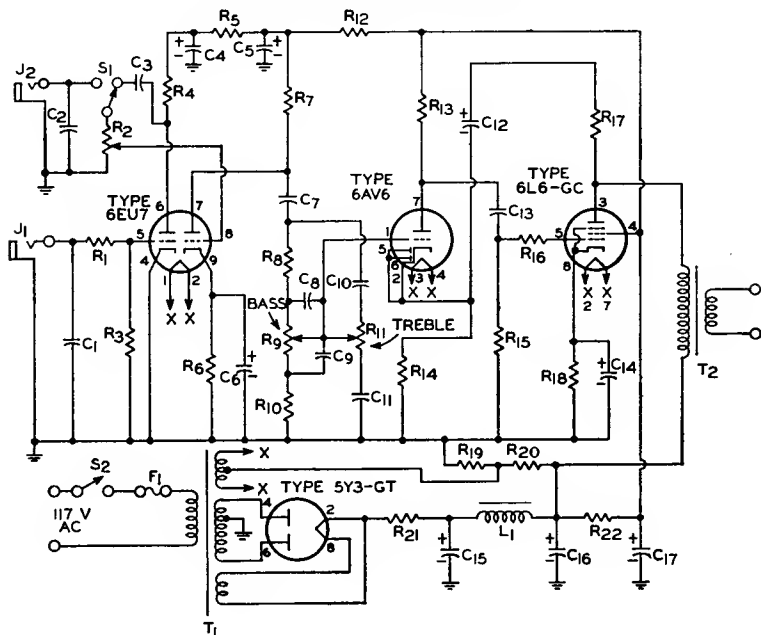 R5
R12
C4
C5
J2
S1
C3
R4
R7
R13
C12
R17
C2
R2
TYPE
6EU7
TYPE
6AV6
TYPE
6L6-GC
6
7
7
3
C7
C13
J1
R1
5
8
1
5
4
4
9
5
6
R16
8
1
2
2
3
4
2
7
X
X
X
X
X
X
R8
C8
C10
BASS
R9
R11
TREBLE
C9
C1
R3
R6
C6
R10
C11
R14
R15
R18
C14
T2
R19
R20
X
X
S2
F1
117 V
AC
TYPE 5Y3-GT
4
2
6
8
R21
L1
R22
C15
C16
C17
T1